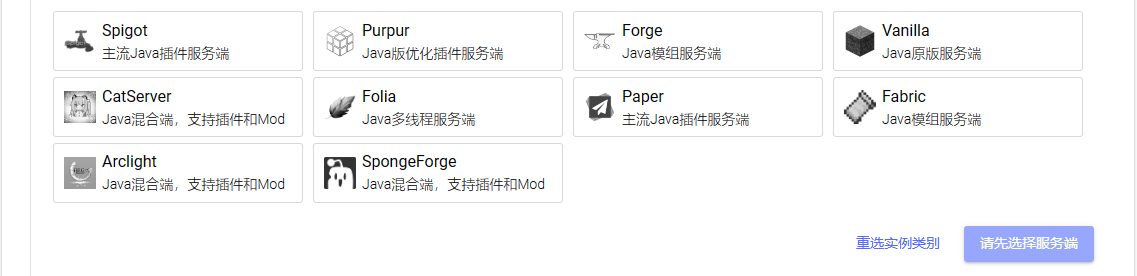 Spigot
主流Java插件服务端
Purpur
Java版优化插件服务端
Forge
Java模组服务端
Vanilla
Java原版服务端
CatServer
Java混合端，支持插件和Mod
Folia
Java多线程服务端
Paper
主流Java插件服务端
Fabric
Java模组服务端
Arclight
Java混合端，支持插件和Mod
SpongeForge
Java混合端，支持插件和Mod
重选实例类别
请先选择服务端